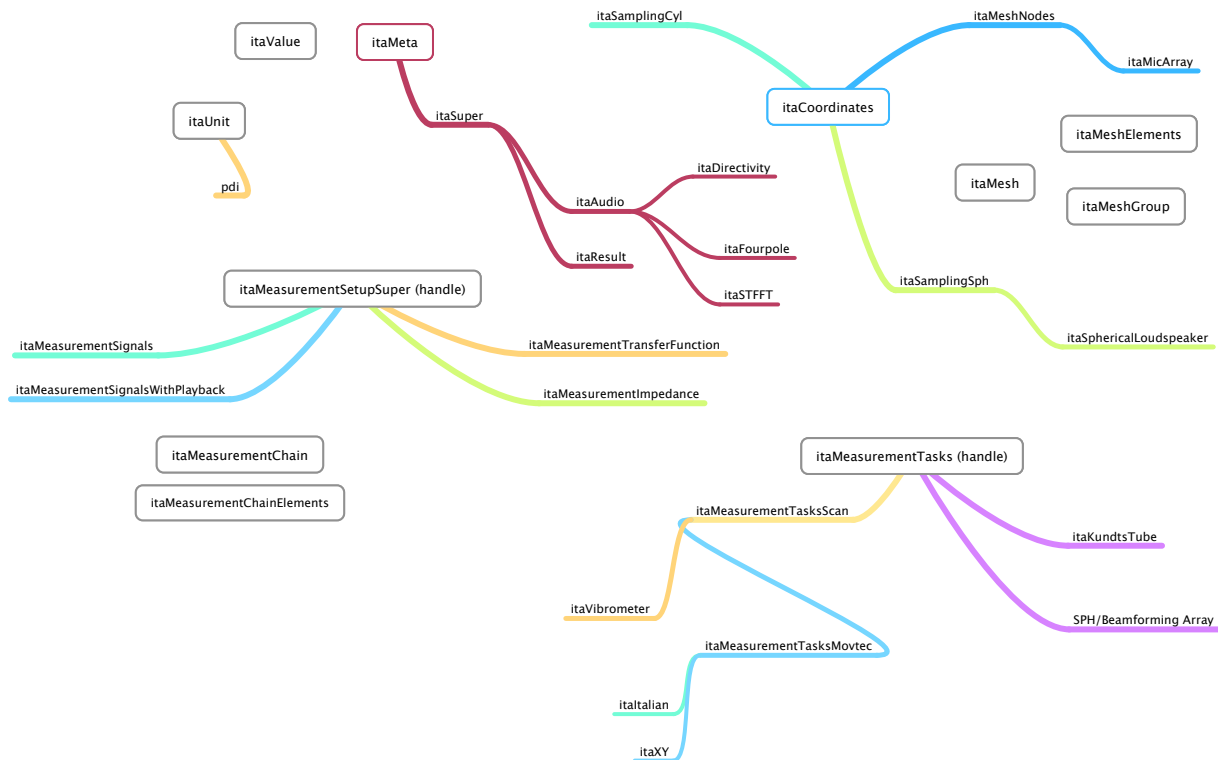 itaSamplingCyl
itaMeshNodes
itaValue
itaMeta
itaMicArray
itaCoordinates
itaSuper
itaUnit
itaMeshElements
itaDirectivity
pdi
itaMesh
itaAudio
itaMeshGroup
itaFourpole
itaResult
itaSamplingSph
itaMeasurementSetupSuper (handle)
itaSTFFT
itaSphericalLoudspeaker
itaMeasurementSignals
itaMeasurementTransferFunction
itaMeasurementSignalsWithPlayback
itaMeasurementImpedance
itaMeasurementChain
itaMeasurementTasks (handle)
itaMeasurementChainElements
itaMeasurementTasksScan
itaKundtsTube
itaVibrometer
SPH/Beamforming Array
itaMeasurementTasksMovtec
itaItalian
itaXY